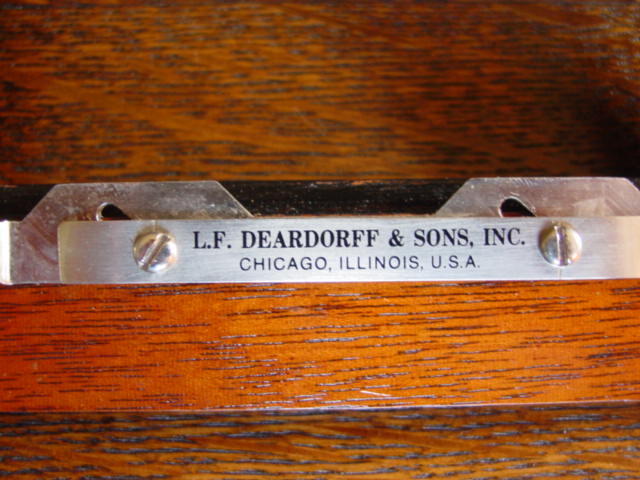 L.F. DEARDORFF & SONS, INC.
CHICAGO, ILLINOIS, U.S.A.